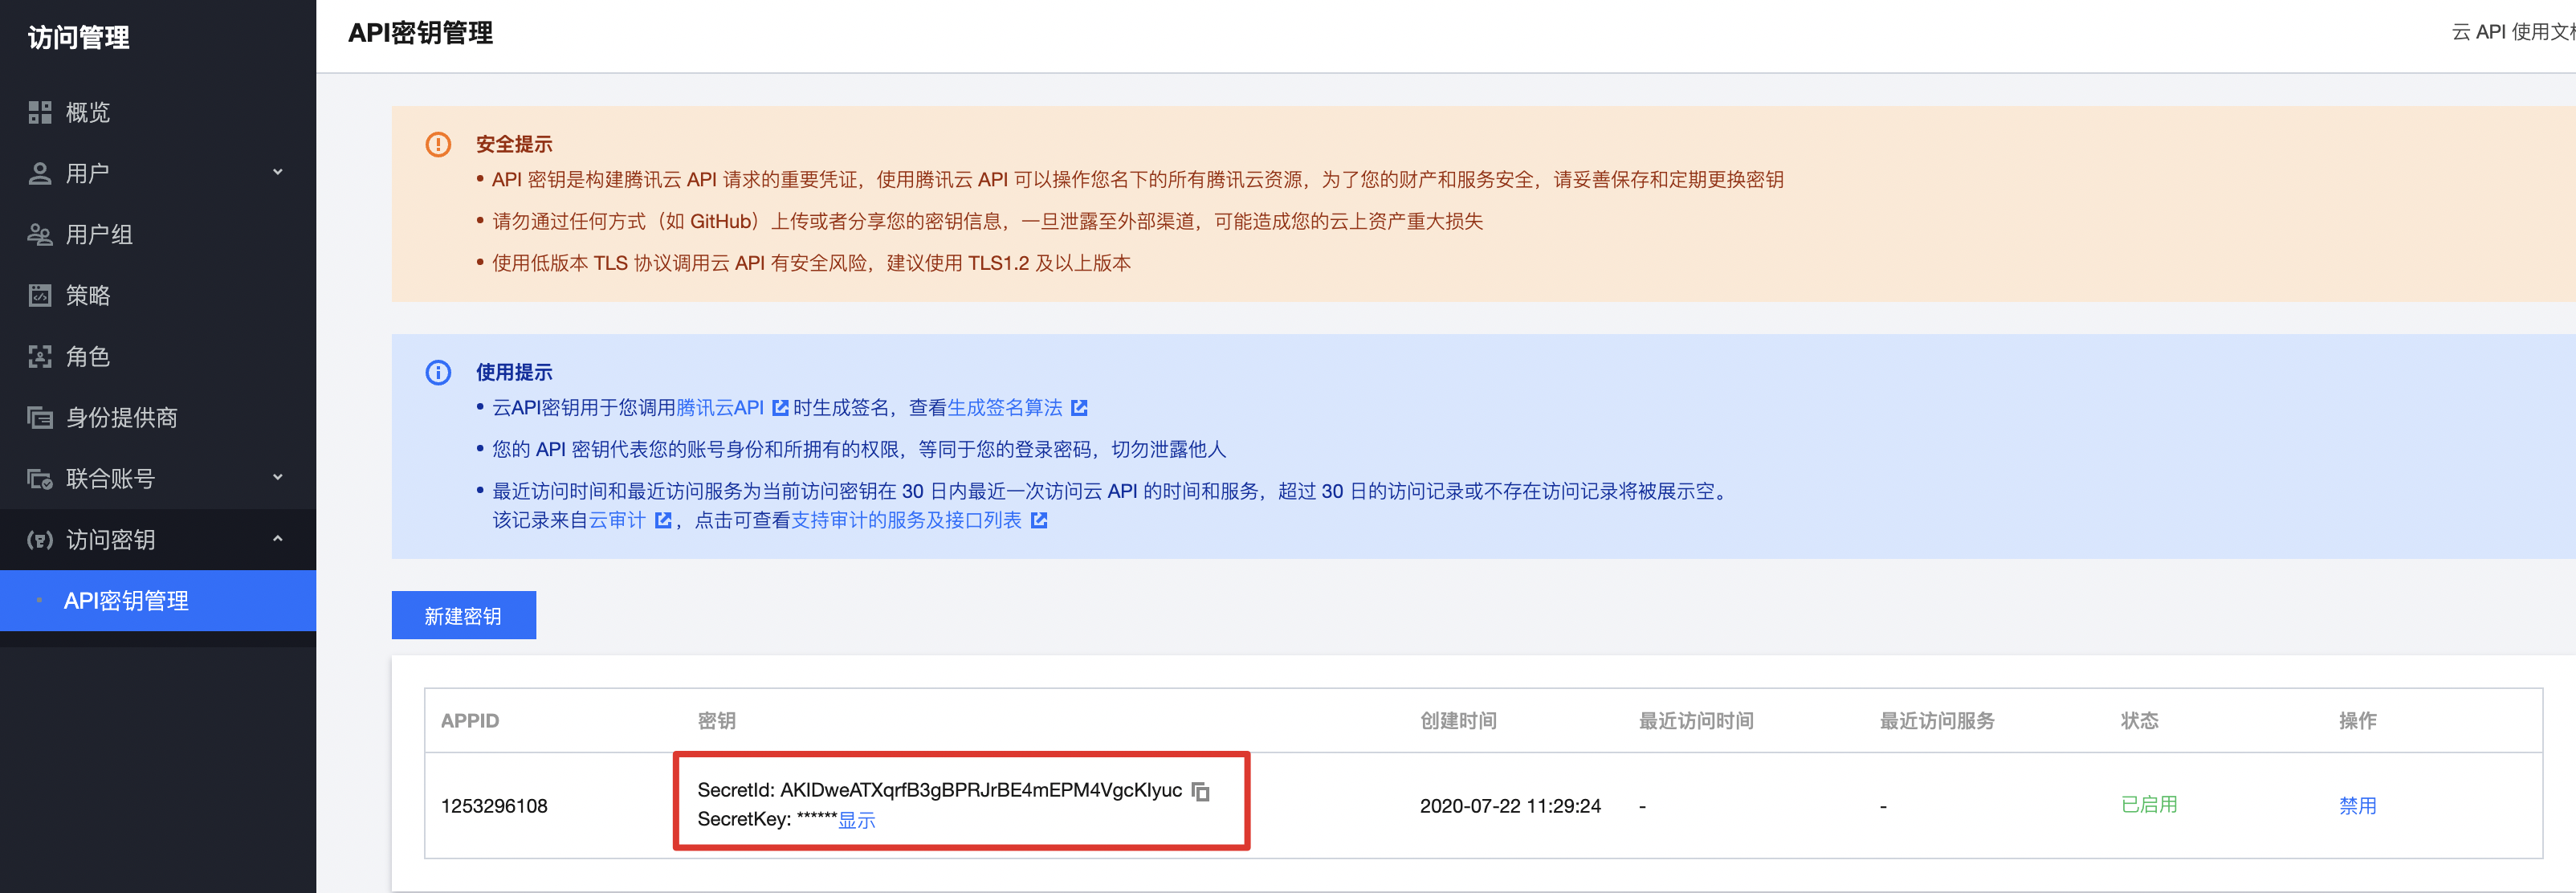 访问管理
概览
用户
用户组
策略
角色
身份提供商
联合账号
访问密钥
API密钥管理
API密钥管理
云 API 使用文
安全提示
• API 密钥是构建腾讯云 API 请求的重要凭证，使用腾讯云 API 可以操作您名下的所有腾讯云资源，为了您的财产和服务安全，请妥善保存和定期更换密钥
• 请勿通过任何方式（如 GitHub）上传或者分享您的密钥信息，一旦泄露至外部渠道，可能造成您的云上资产重大损失
• 使用低版本 TLS 协议调用云 API 有安全风险，建议使用 TLS1.2 及以上版本
使用提示
• 云API密钥用于您调用腾讯云API 时生成签名，查看生成签名算法
• 您的 API 密钥代表您的账号身份和所拥有的权限，等同于您的登录密码，切勿泄露他人
• 最近访问时间和最近访问服务为当前访问密钥在 30 日内最近一次访问云 API 的时间和服务，超过 30 日的访问记录或不存在访问记录将被展示空。
该记录来自云审计 ，点击可查看支持审计的服务及接口列表
新建密钥
APPID 密钥 创建时间 最近访问时间 最近访问服务 状态 操作
SecretId: AKIDweATXqrfB3gBPRJrBE4mEPM4VgcKIyuc
1253296108 2020-07-22 11:29:24 - - 已启用 禁用
SecretKey: ******显示